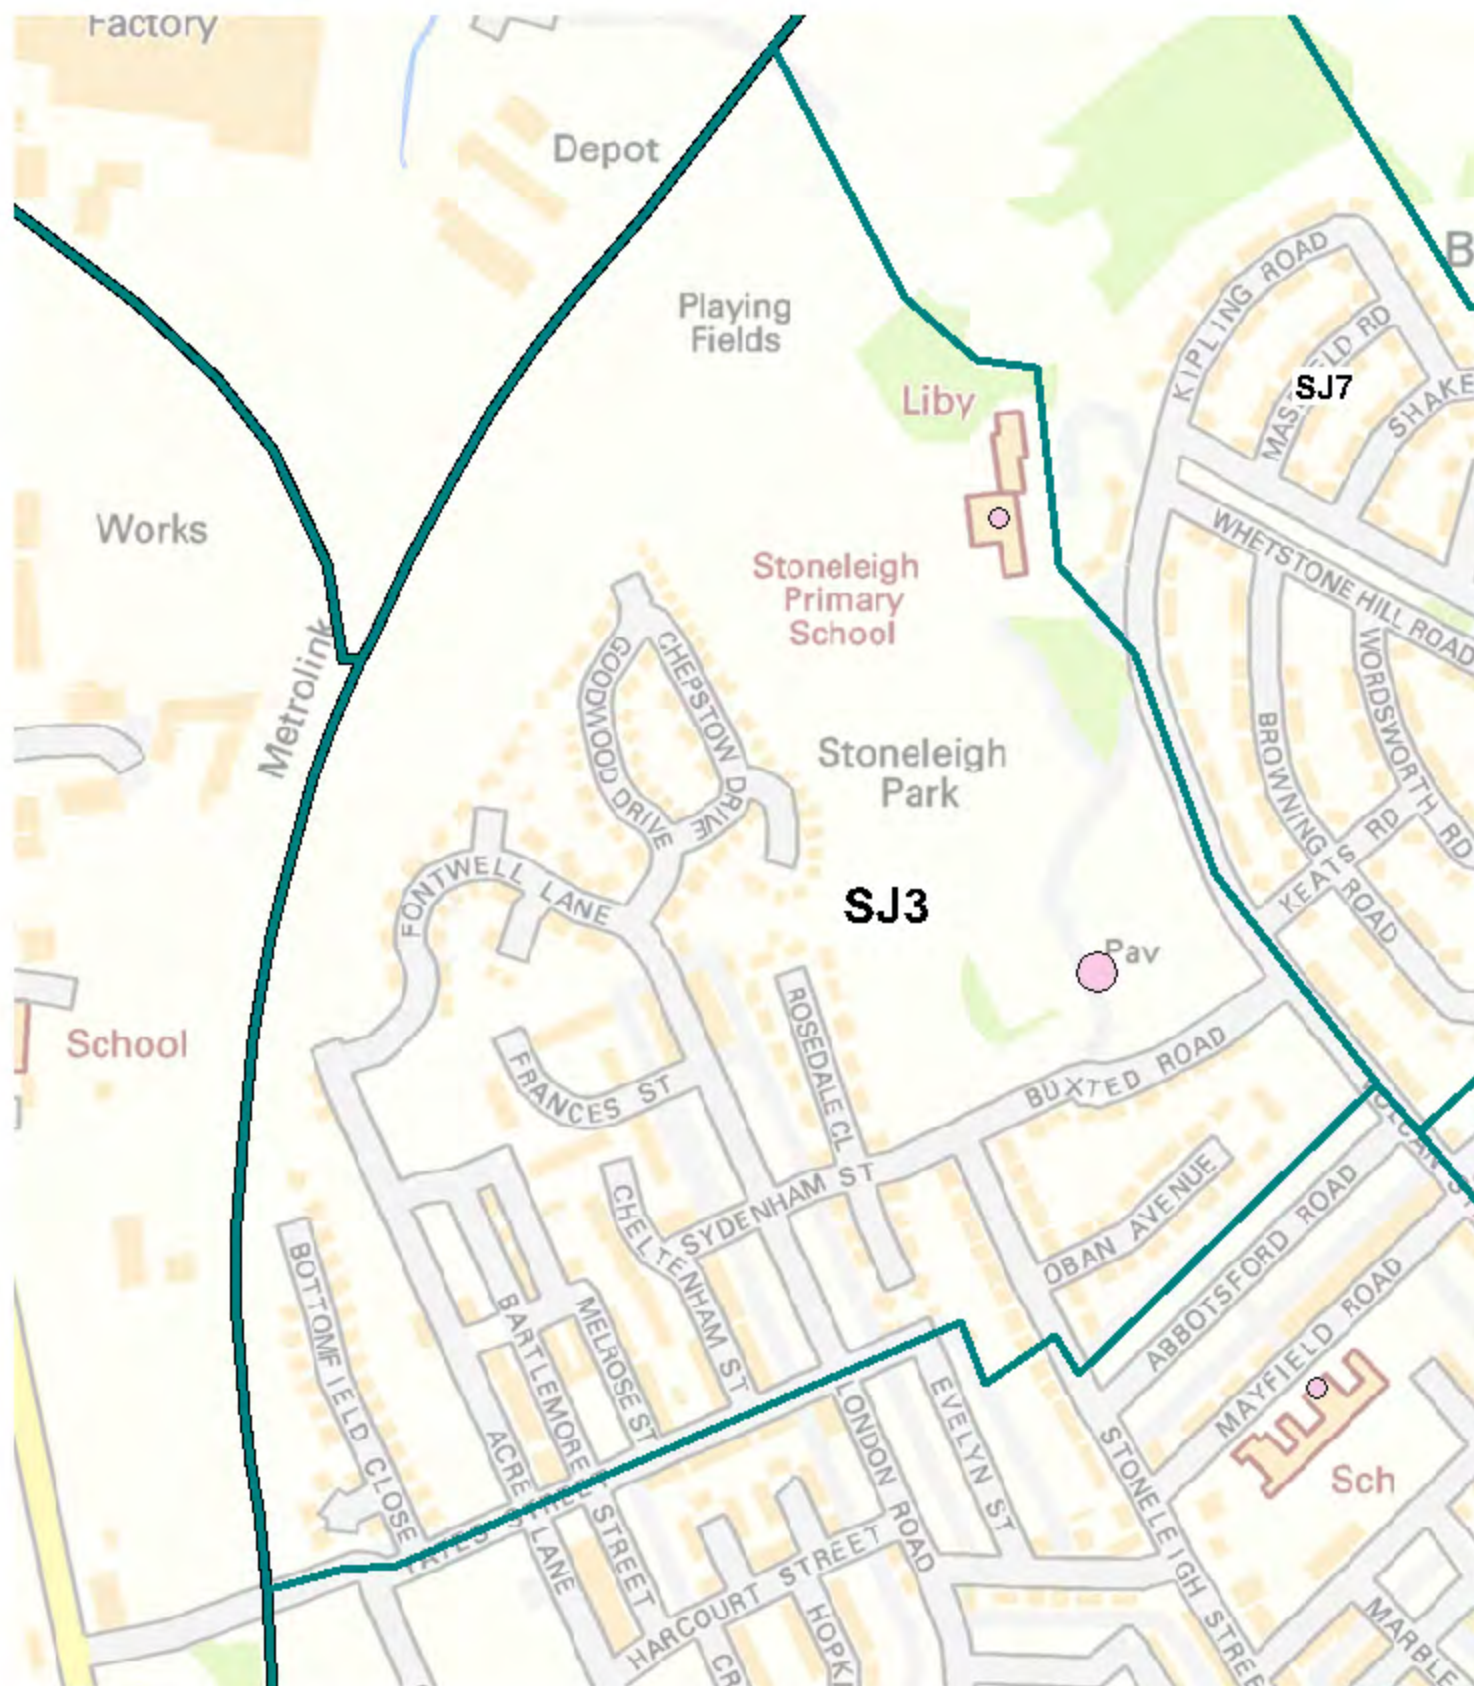 Factory
Depot
Playing
Fields
KIPLING ROAD
B
SJ7
Liby
SHAKE
Works
WHETSTONE HILL ROAD
Stoneleigh
Primary
School
Metrolink
GOODWOOD DRIVE
CHEPSTOW DRIVE
WORDSWORTH RD
BROWNING ROAD
Stoneleigh
Park
KEATS RD
FONTWELL LANE
SJ3
Pav
School
ROSEDALE CL
FRANCES ST
BUXTED ROAD
SYDENHAM ST
CHELTENHAM ST
OBAN AVENUE
ABBOTSFORD ROAD
BOTTOMFIELD CLOSE
BARTLEMORE STREET
MELROSE ST
MAYFIELD ROAD
ACRE LANE
LONDON ROAD
EVELYN ST
STONELEIGH STREE
Sch
HARCOURT STREET
HOPK
CR
MARBLE